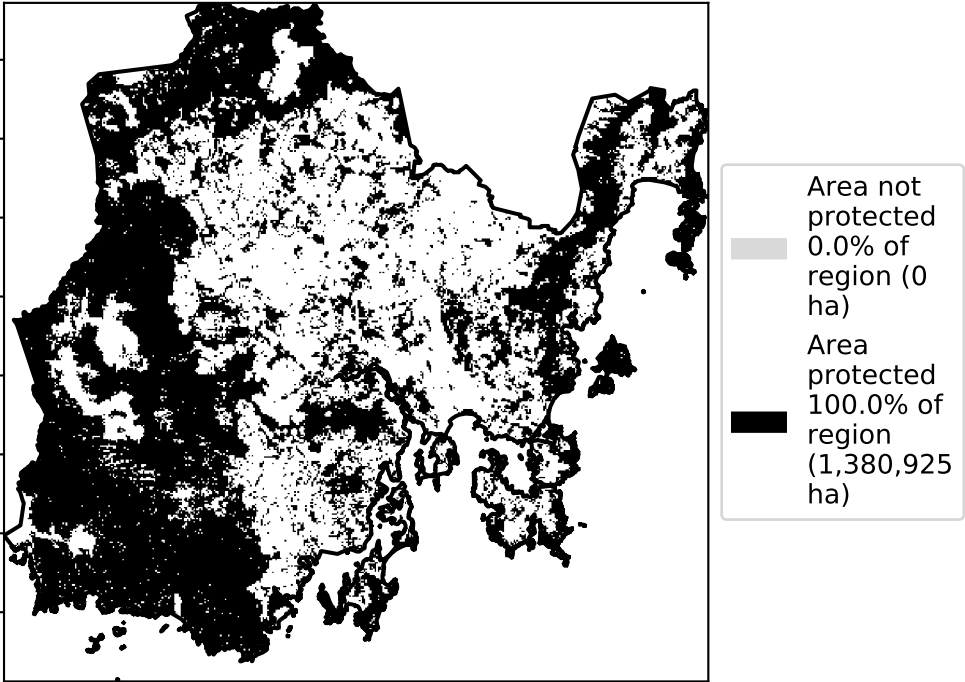 Area not
protected
0.0% of
region (0
ha)
Area
protected
100.0% of
region
(1,380,925
ha)